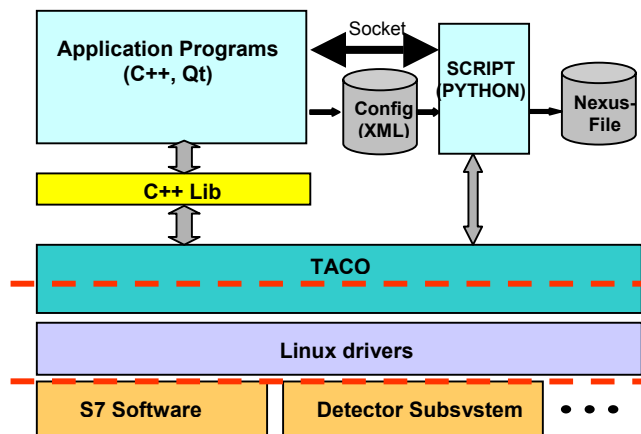 Application Programs
(C++, Qt)
Socket
SCRIPT
(PYTHON)
Config
(XML)
Nexus-
File
C++ Lib
TACO
Linux drivers
S7 Software
Detector Subsystem
• • •